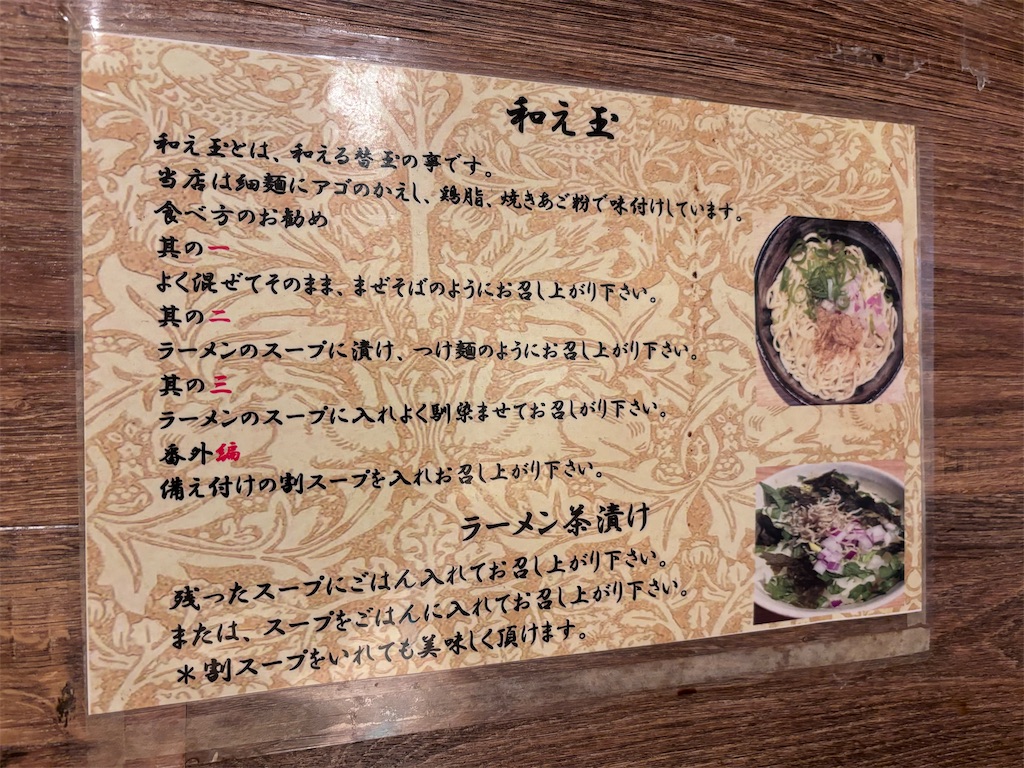 和え玉
和え玉とは、和える替玉の事です。
当店は細麺にアゴのかえし、鶏脂、焼きあご粉で味付けしています。
食べ方のお勧め
其の一
よく混ぜてそのまま、まぜそばのようにお召し上がり下さい。
其の二
ラーメンのスープに漬け、つけ麺のようにお召し上がり下さい。
其の三
ラーメンのスープに入れよく馴染ませてお召し上がり下さい。
番外編
備え付けの割スープを入れお召し上がり下さい。
ラーメン茶漬け
残ったスープにごはん入れてお召し上がり下さい。
または、スープをごはんに入れてお召し上がり下さい。
＊割スープをいれても美味しく頂けます。